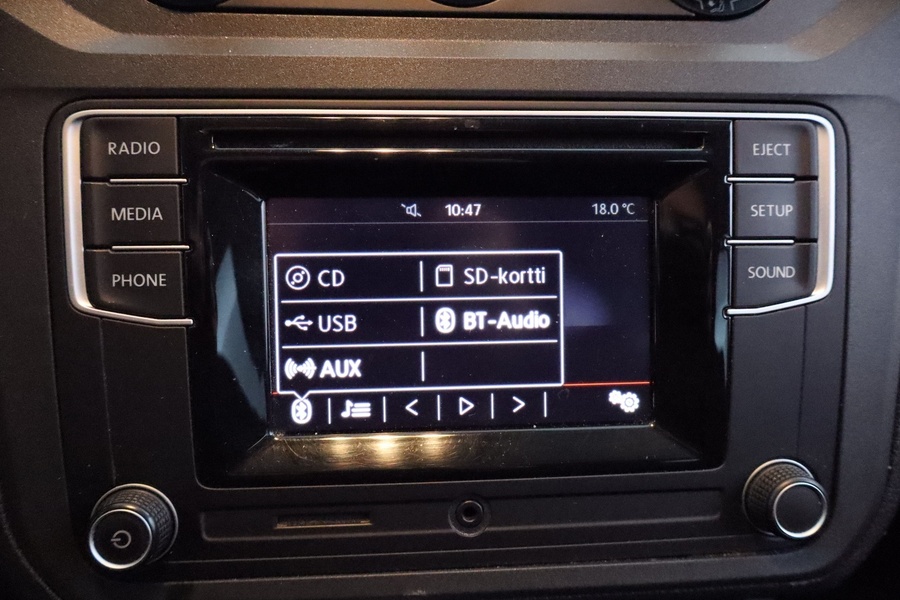 RADIO
MEDIA
PHONE
10:47
18.0 °C
CD
SD-kortti
USB
BT-Audio
AUX
EJECT
SETUP
SOUND